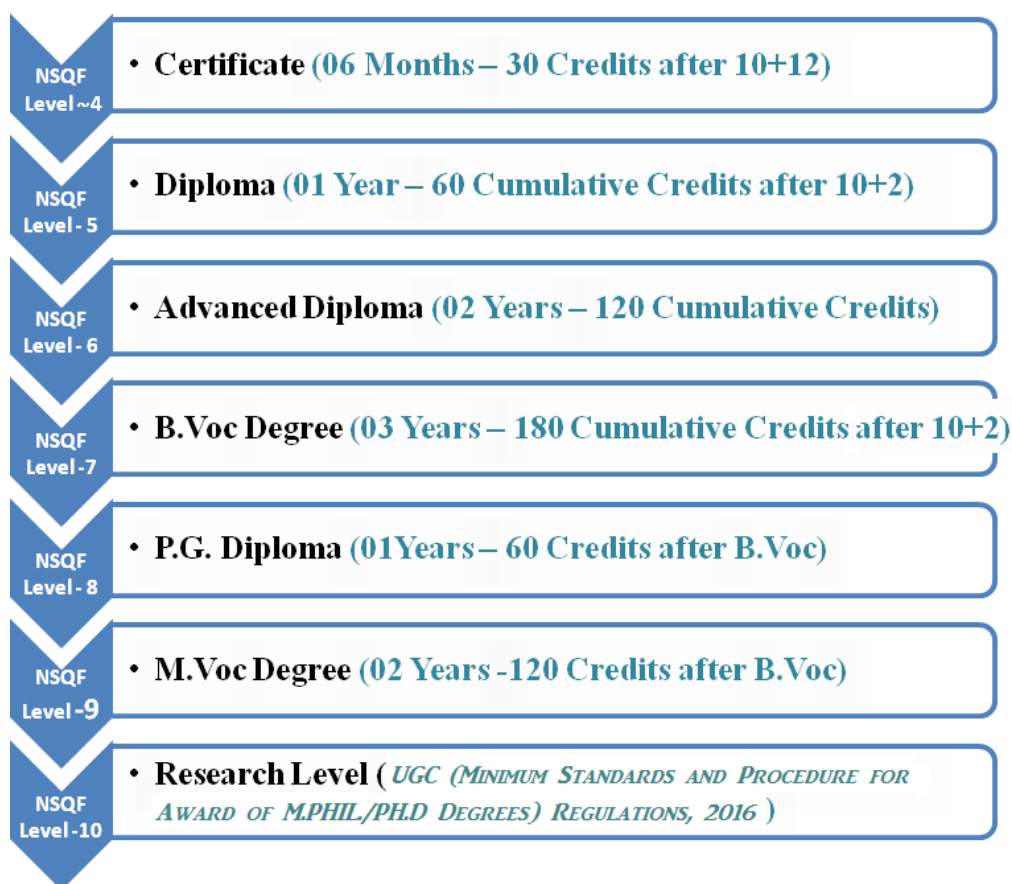 NSQF
Level~4
• Certificate (06 Months – 30 Credits after 10+12)
NSQF
Level- 5
• Diploma (01 Year – 60 Cumulative Credits after 10+2)
NSQF
Level- 6
• Advanced Diploma (02 Years – 120 Cumulative Credits)
NSQF
Level -7
• B.Voc Degree (03 Years – 180 Cumulative Credits after 10+2)
NSQF
Level- 8
• P.G. Diploma (01Years – 60 Credits after B.Voc)
NSQF
Level -9
• M.Voc Degree (02 Years -120 Credits after B.Voc)
NSQF
Level -10
• Research Level ( UGC (Minimum Standards and Procedure for
Award of M.Phil./Ph.D Degrees) Regulations, 2016 )